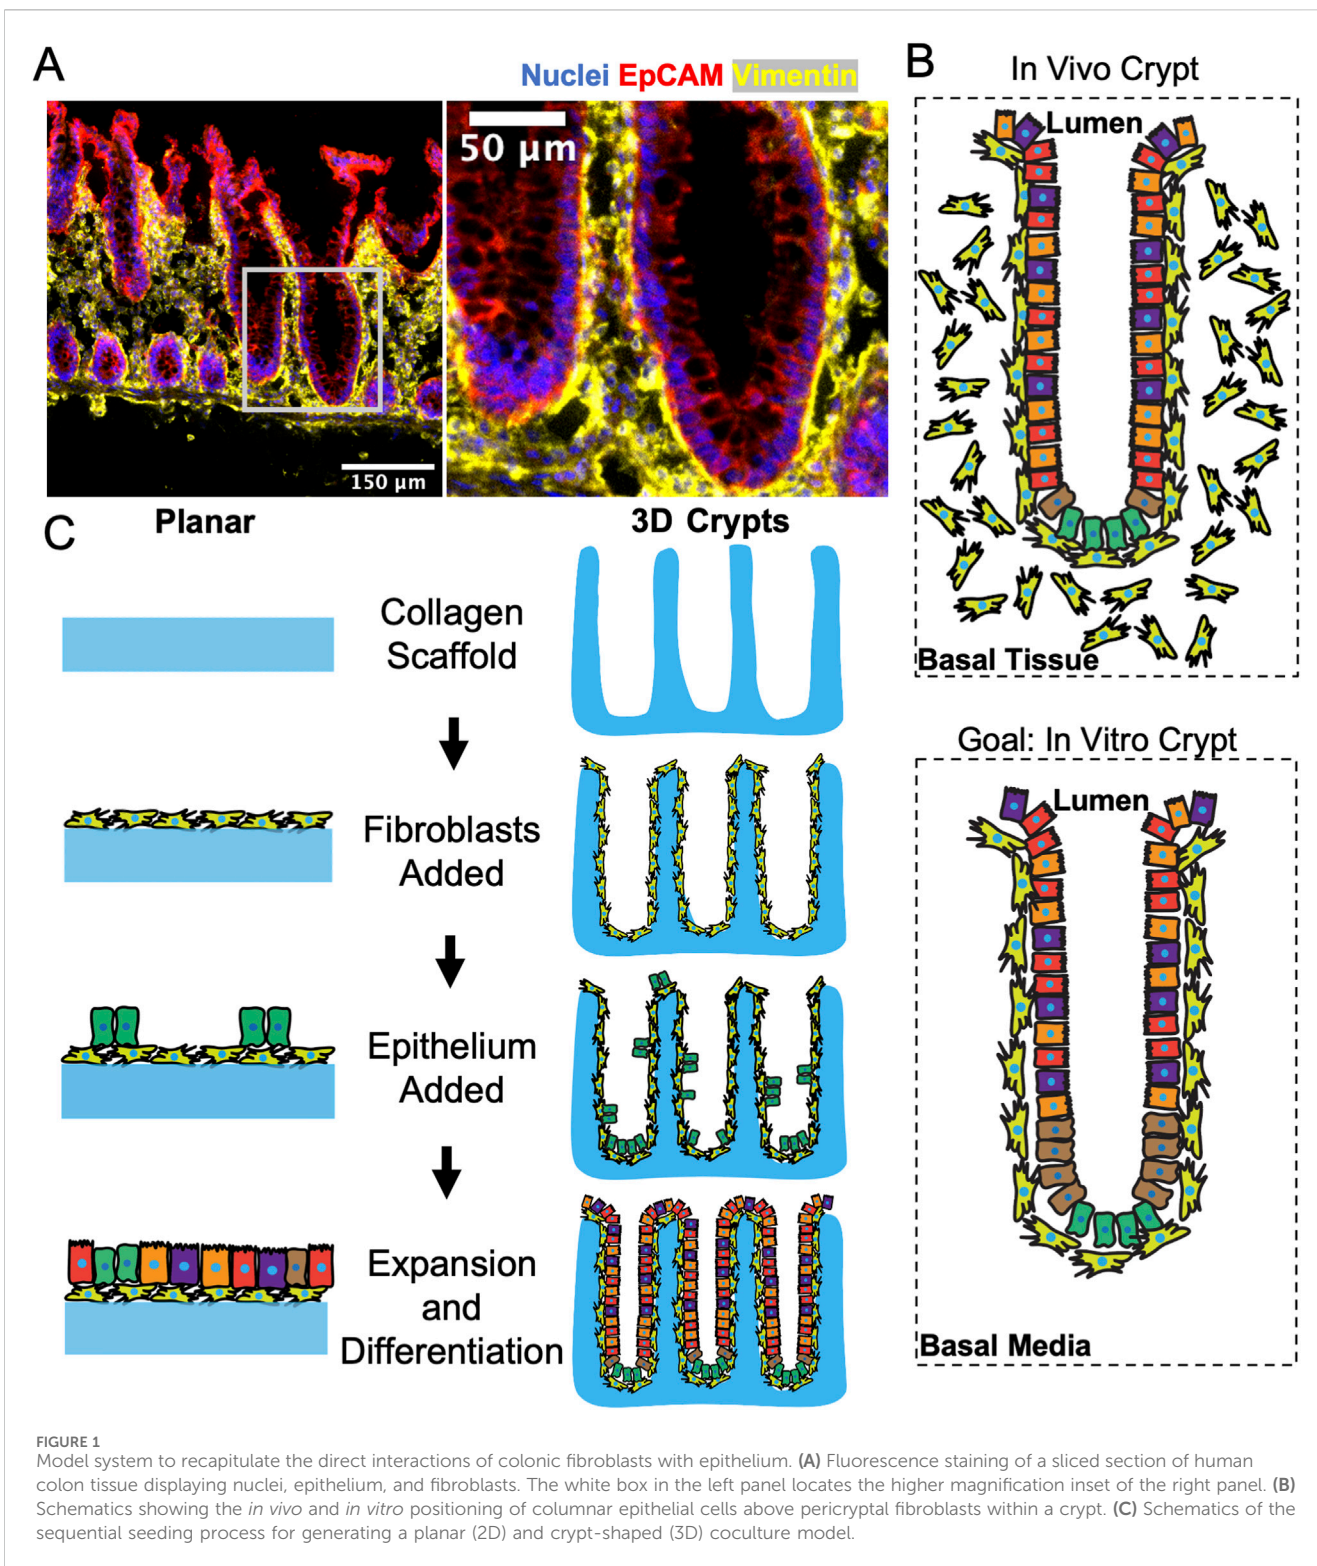 A
Nuclei EpCAM Vimentin
50 µm
150 µm
B
In Vivo Crypt
Lumen
Basal Tissue
Goal: In Vitro Crypt
Lumen
Basal Media
C
Planar
3D Crypts
Collagen
Scaffold
Fibroblasts
Added
Epithelium
Added
Expansion
and
Differentiation
FIGURE 1
Model system to recapitulate the direct interactions of colonic fibroblasts with epithelium. (A) Fluorescence staining of a sliced section of human
colon tissue displaying nuclei, epithelium, and fibroblasts. The white box in the left panel locates the higher magnification inset of the right panel. (B)
Schematics showing the in vivo and in vitro positioning of columnar epithelial cells above pericryptal fibroblasts within a crypt. (C) Schematics of the
sequential seeding process for generating a planar (2D) and crypt-shaped (3D) coculture model.